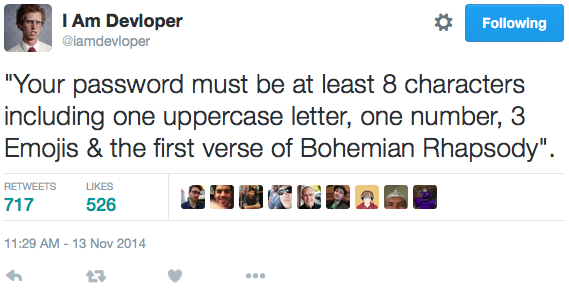 I Am Devloper
@iamdevloper
Following
"Your password must be at least 8 characters
including one uppercase letter, one number, 3
Emojis & the first verse of Bohemian Rhapsody".
RETWEETS LIKES
717 526
11:29 AM - 13 Nov 2014